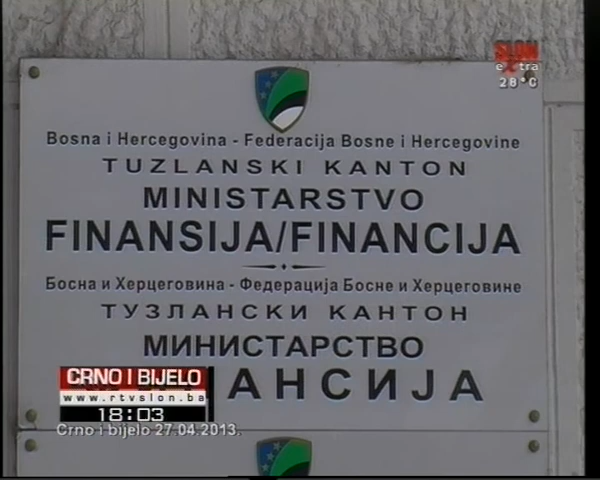 SLON
extra
28°C
Bosna i Hercegovina - Federacija Bosne i Hercegovine
TUZLANSKI KANTON
MINISTARSTVO
FINANSIJA/FINANCIJA
Босна и Херцеговина - Федерација Босне и Херцеговине
ТУЗЛАНСКИ КАНТОН
МИНИСТАРСТВО
АНСИЈА
CRNO I BIJELO
www.rtvslon.ba
18:03
Crno i bijelo 27.04.2013.